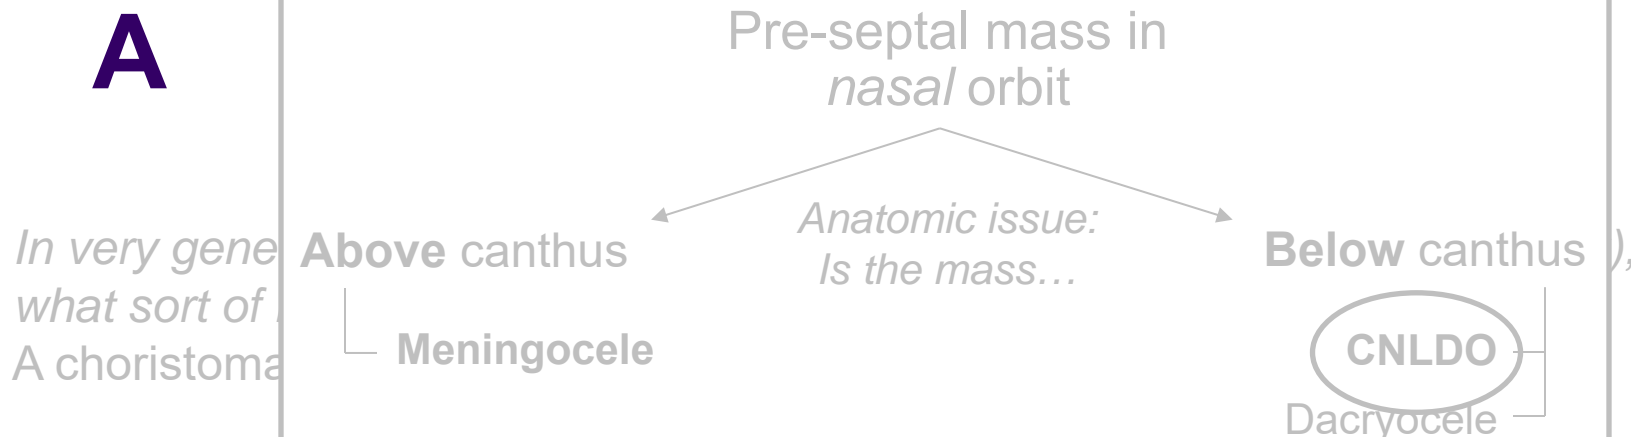 A
Pre-septal mass in
nasal orbit
Anatomic issue:
Is the mass…
In very gene
Above canthus
Below canthus
),
what sort of
Meningocele
CNLDO
A choristoma
Dacryocele